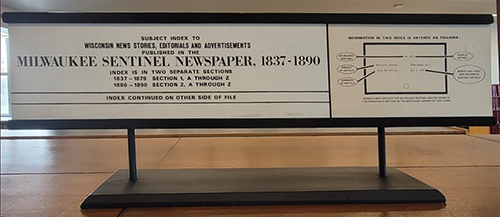 SUBJECT INDEX TO
WISCONSIN NEWS STORIES, EDITORIALS AND ADVERTISEMENTS
PUBLISHED IN THE
MILWAUKEE SENTINEL NEWSPAPER, 1837-1890
INDEX IS IN TWO SEPARATE SECTIONS
1837-1879 SECTION 1, A THROUGH Z
1880-1890 SECTION 2, A THROUGH Z
INDEX CONTINUED ON OTHER SIDE OF FILE
INFORMATION IN THIS INDEX IS ENTERED AS FOLLOWS: